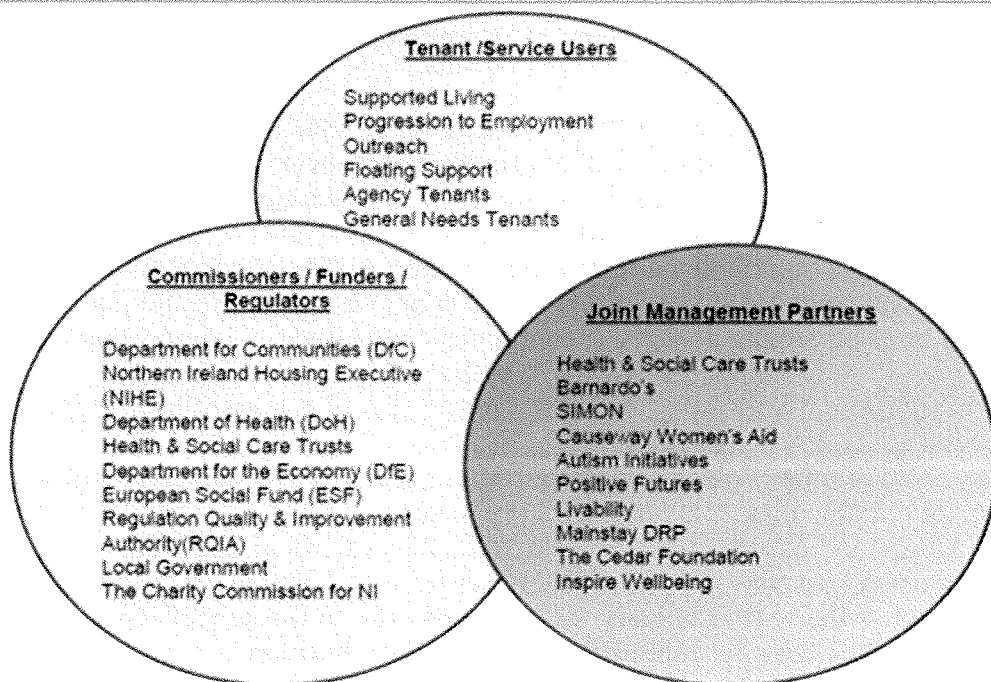 Tenant /Service Users
Supported Living
Progression to Employment
Outreach
Floating Support
Agency Tenants
General Needs Tenants
Commissioners / Funders /
Regulators
Department for Communities (DfC)
Northern Ireland Housing Executive
(NIHE)
Department of Health (DoH)
Health & Social Care Trusts
Department for the Economy (DfE)
European Social Fund (ESF)
Regulation Quality & Improvement
Authority(RQIA)
Local Government
The Charity Commission for NI
Joint Management Partners
Health & Social Care Trusts
Barnardo's
SIMON
Causeway Women's Aid
Autism Initiatives
Positive Futures
Livability
Mainstay DRP
The Cedar Foundation
Inspire Wellbeing